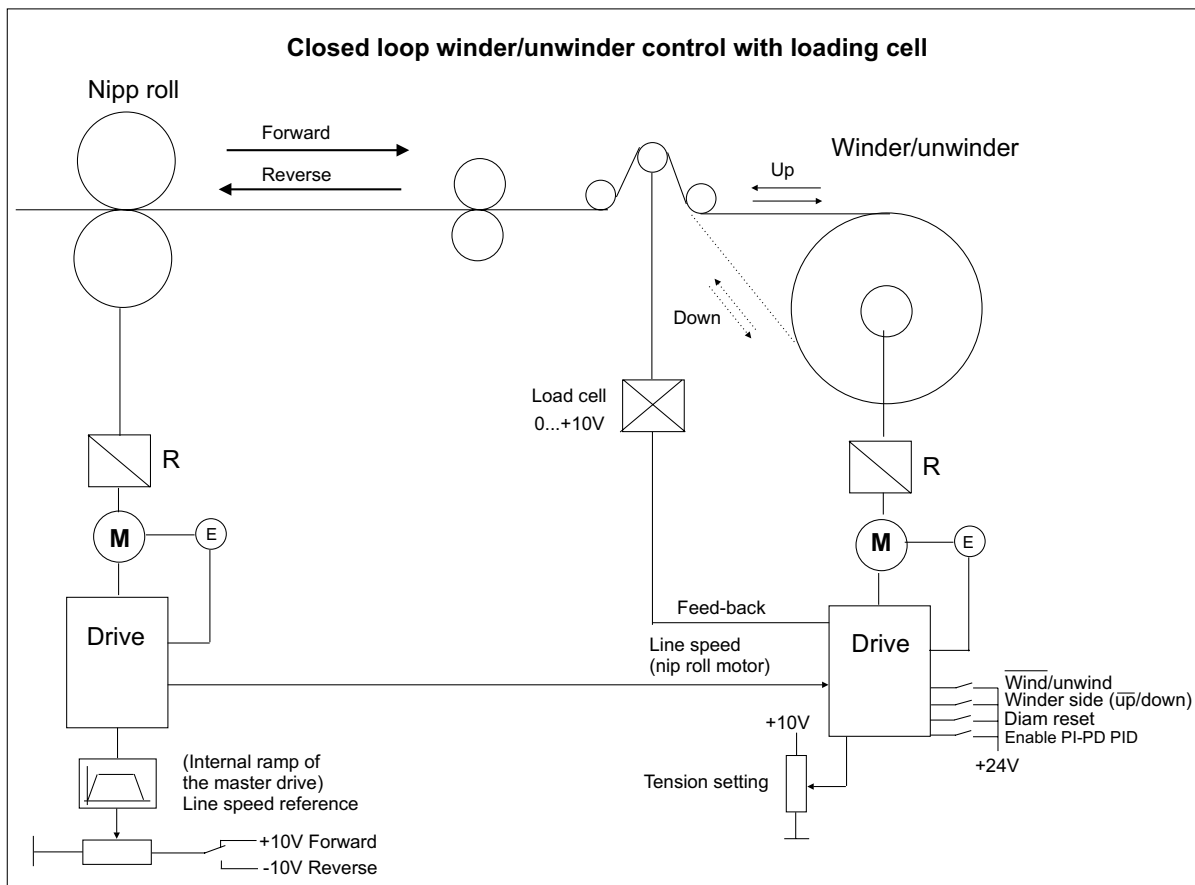 Closed loop winder/unwinder control with loading cell
Nipp roll
Forward
Reverse
Winder/unwinder
Up
Down
Load cell
0...+10V
R
R
M
E
M
E
Feed-back
Drive
Drive
Line speed
(nip roll motor)
Wind/unwind
Winder side (up/down)
Diam reset
Enable PI-PD PID
+24V
+10V
Tension setting
(Internal ramp of
the master drive)
Line speed reference
+10V Forward
-10V Reverse